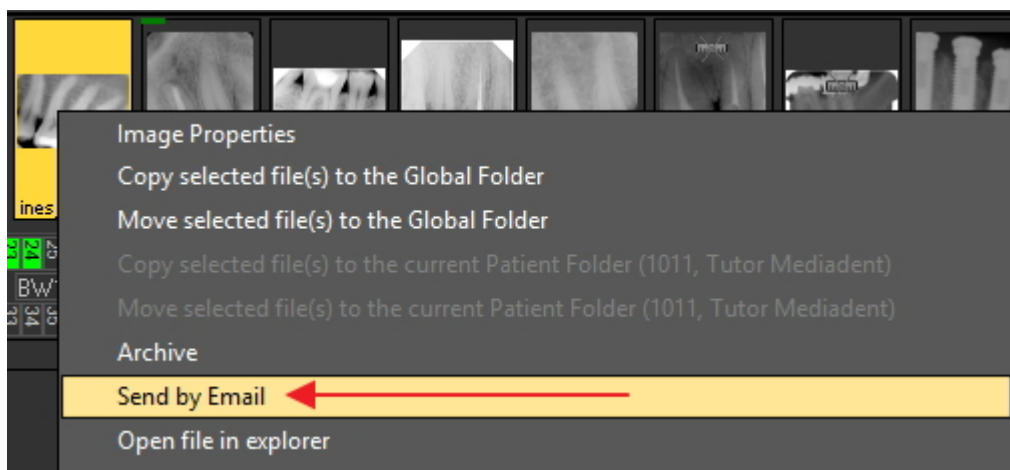 ines
Image Properties
Copy selected file(s) to the Global Folder
Move selected file(s) to the Global Folder
24
25
BW
Copy selected file(s) to the current Patient Folder (1011, Tutor Mediadent)
34
35
Move selected file(s) to the current Patient Folder (1011, Tutor Mediadent)
Archive
Send by Email
Open file in explorer